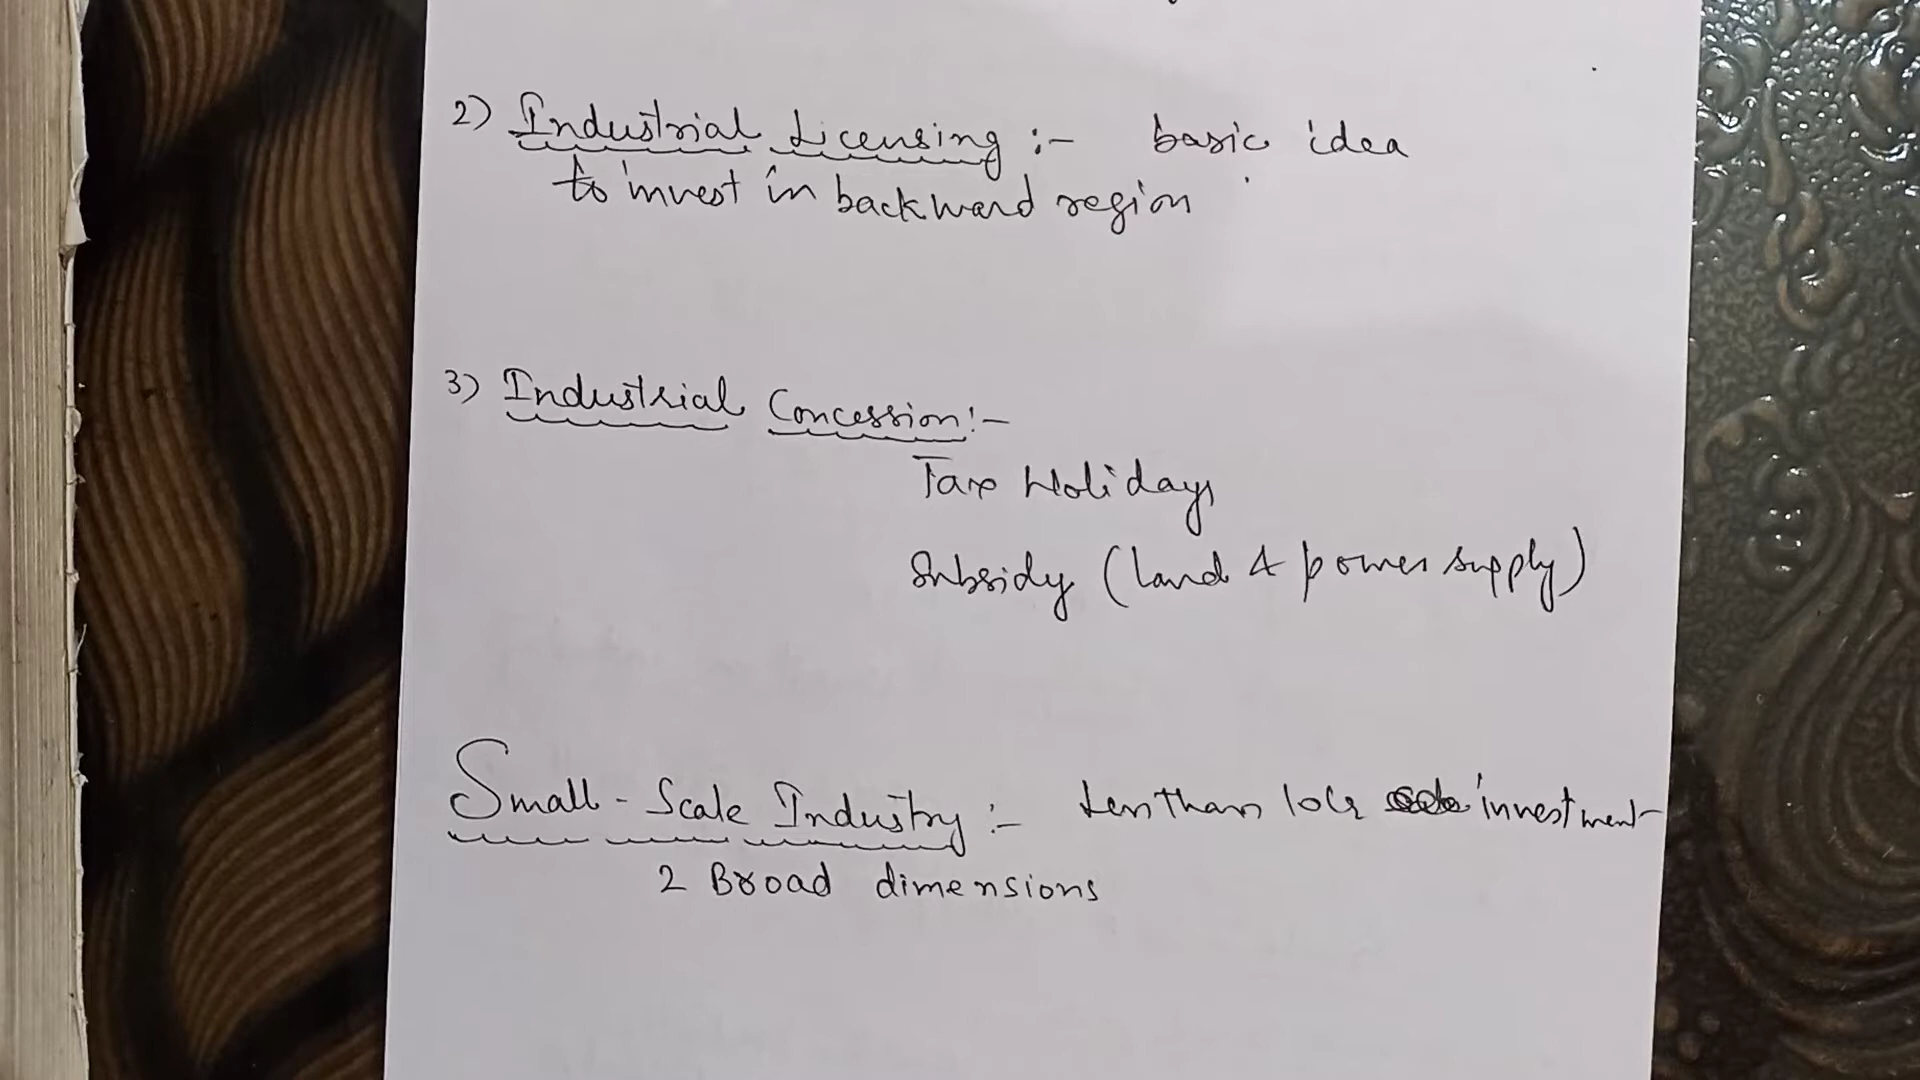 2) Industrial Licensing :- basic idea
to invest in backward region
3) Industrial Concession :-
Tax Holidays
Subsidy (land & power supply)
Small-Scale Industry :- Less than 10Cr investment
2 Broad dimensions